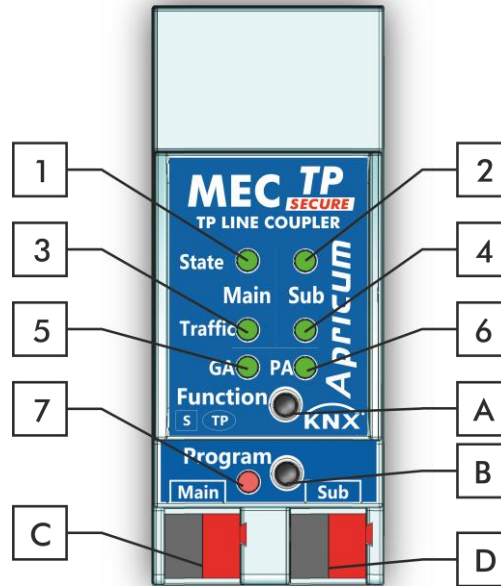 MEC TP
SECURE
TP LINE COUPLER
1
2
State
Main Sub
3
4
Traffic
5
6
GA PA
Apricum
Function
A
S TP
KNX
7
Program
B
Main Sub
C
D